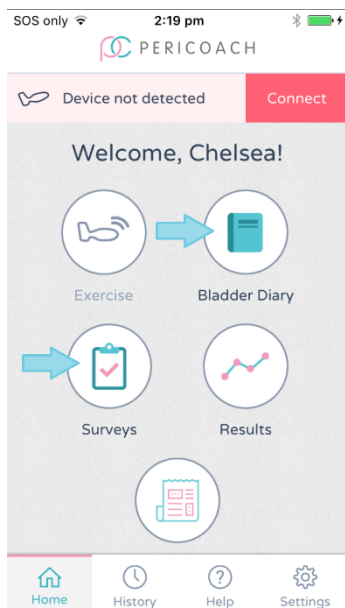 SOS only 2:19 pm
PERICOACH
Device not detected Connect
Welcome, Chelsea!
Exercise Bladder Diary
Surveys Results
Home History Help Settings